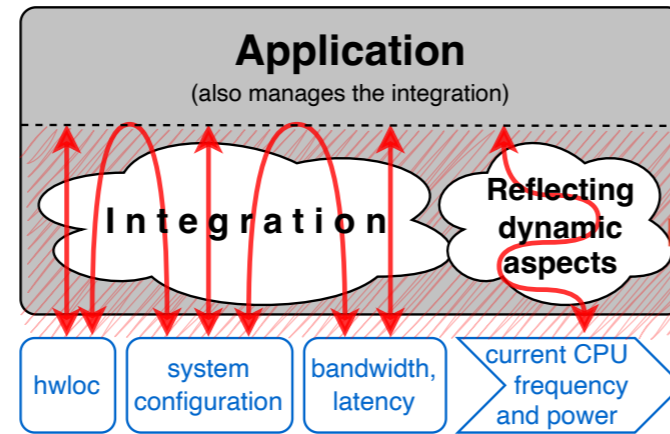 Application
(also manages the integration)
Integration
Reflecting
dynamic
aspects
hwloc
system
configuration
bandwidth,
latency
current CPU
frequency
and power